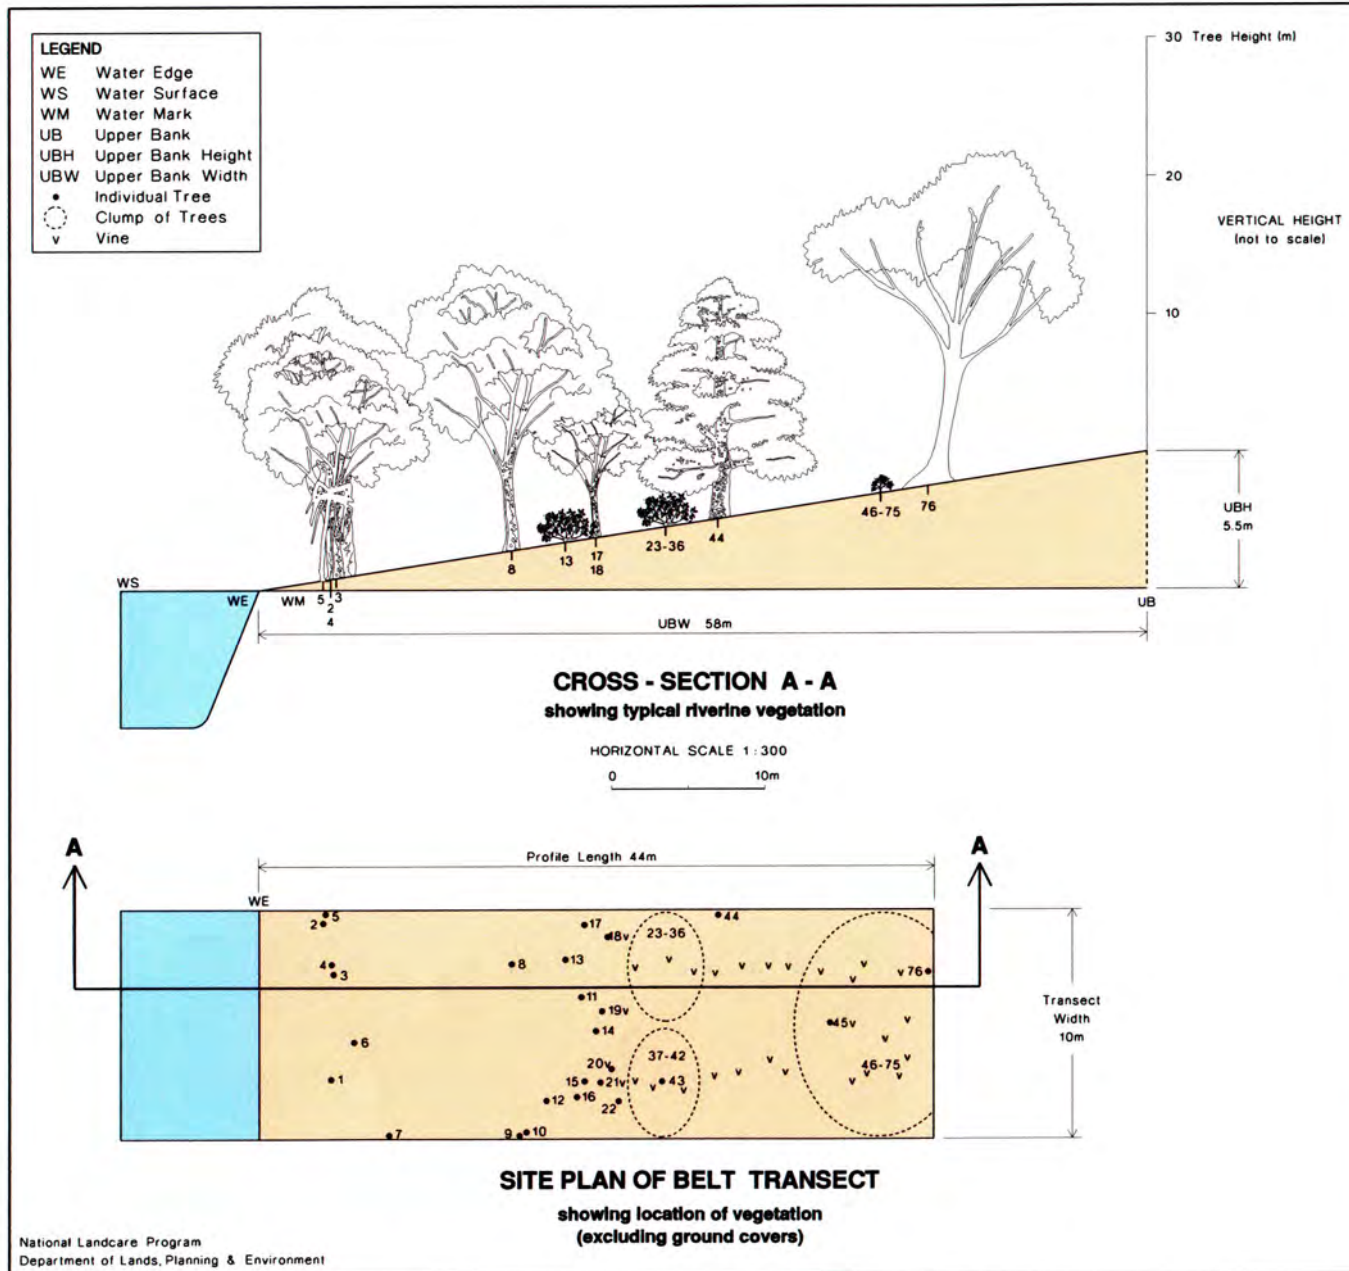 LEGEND
WE Water Edge
WS Water Surface
WM Water Mark
UB Upper Bank
UBH Upper Bank Height
UBW Upper Bank Width
• Individual Tree
Clump of Trees
v Vine
30 Tree Height (m)
20
VERTICAL HEIGHT
(not to scale)
10
46-75 76
UBH
5.5m
44
23-36
13 17
18
8
WS
WE WM 5 3
2
4
UB
UBW 58m
CROSS - SECTION A - A
showing typical riverine vegetation
HORIZONTAL SCALE 1 : 300
0 10m
A A
Profile Length 44m
WE
5 44
2 17
18v 23-36
4 8 13
3 v v v v v v v v v v v 76
11
19v 45v v
14 v
6
Transect
Width
10m
20v 37-42 v v 46-75
1 15 21v v 43 v v v v v v
v v
12 16 22
7 9 10
SITE PLAN OF BELT TRANSECT
showing location of vegetation
(excluding ground covers)
National Landcare Program
Department of Lands, Planning & Environment